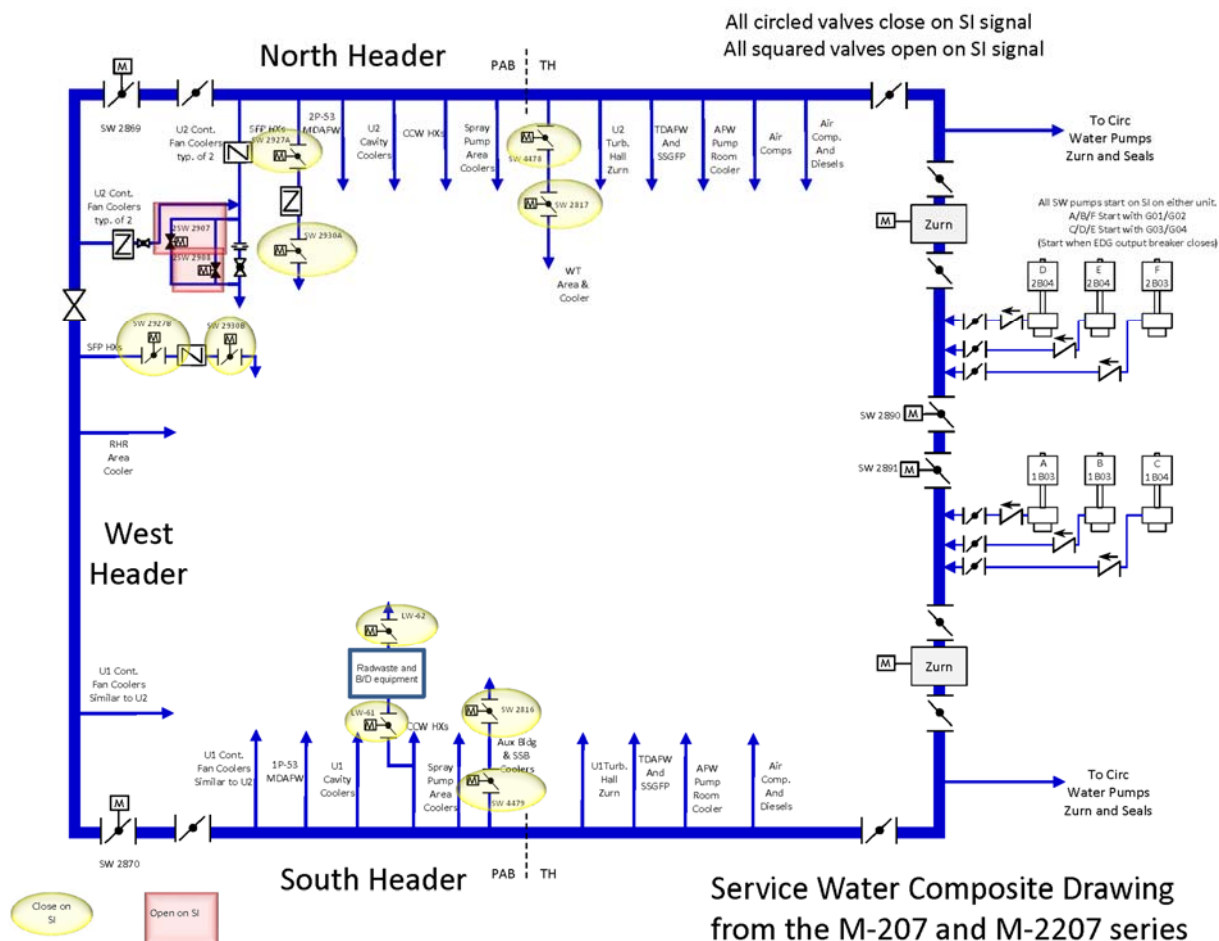 All circled valves close on SI signal
All squared valves open on SI signal
North Header
PAB
TH
M
SW 2869
U2 Cont.
Fan Coolers
typ. of 2
SFP HXs
SW 2927A
M
2P-53
MDAFW
U2
Cavity
Coolers
CCW HXs
Spray
Pump
Area
Coolers
SW 4478
M
SW 2817
M
WT
Area &
Cooler
U2
Turb.
Hall
Zurn
TDAFW
And
SSGFP
AFW
Pump
Room
Cooler
Air
Comps
Air
Comp.
And
Diesels
To Circ
Water Pumps
Zurn and Seals
M
Zurn
All SW pumps start on SI on either unit.
A/B/F Start with G01/G02
C/D/E Start with G03/G04
(Start when EDG output breaker closes)
D
2B04
E
2B04
F
2B03
U2 Cont.
Fan Coolers
typ. of 2
2SW 2907
M
2SW 2908
M
SW 2930A
M
SW 2927B
M
SW 2930B
M
SFP HXs
RHR
Area
Cooler
SW 2890
M
SW 2891
M
A
1B03
B
1B03
C
1B04
West
Header
LW-62
M
Radwaste and
B/D equipment
LW-61
M
M
Zurn
U1 Cont.
Fan Coolers
Similar to U2
U1 Cont.
Fan Coolers
Similar to U2
1P-53
MDAFW
U1
Cavity
Coolers
CCW HXs
Spray
Pump
Area
Coolers
SW 2816
M
Aux Bldg
& SSB
Coolers
M
SW 4479
U1Turb.
Hall
Zurn
TDAFW
And
SSGFP
AFW
Pump
Room
Cooler
Air
Comp.
And
Diesels
To Circ
Water Pumps
Zurn and Seals
M
SW 2870
South Header
PAB
TH
Close on
SI
Open on SI
Service Water Composite Drawing
from the M-207 and M-2207 series